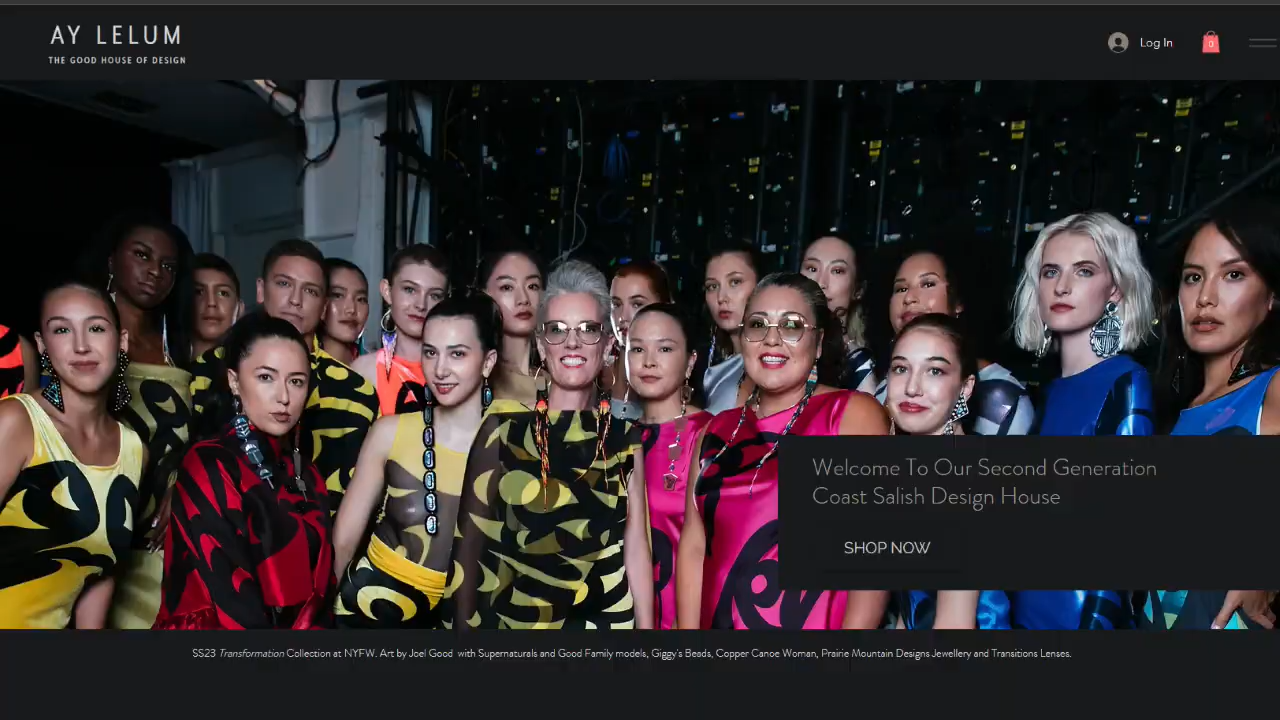 AY LELUM
THE GOOD HOUSE OF DESIGN
Log In
0
Welcome To Our Second Generation
Coast Salish Design House
SHOP NOW
SS23 Transformation Collection at NYFW. Art by Joel Good with Supernaturals and Good Family models, Giggy's Beads, Copper Canoe Woman, Prairie Mountain Designs Jewellery and Transitions Lenses.